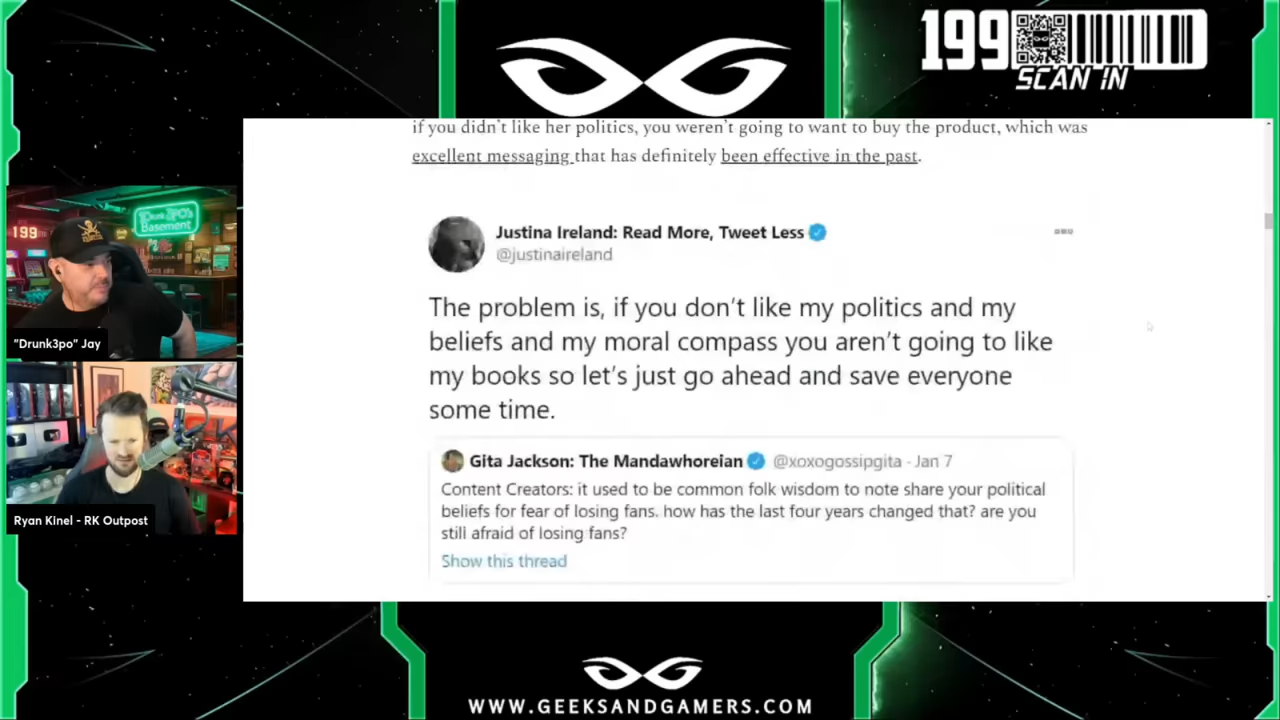 199
SCAN IN
if you didn't like her politics, you weren't going to want to buy the product, which was
excellent messaging that has definitely been effective in the past.
Justina Ireland: Read More, Tweet Less
@justinaireland
The problem is, if you don't like my politics and my
beliefs and my moral compass you aren't going to like
my books so let's just go ahead and save everyone
some time.
Gita Jackson: The Mandawhoreian @xoxogossipgita · Jan 7
Content Creators: it used to be common folk wisdom to note share your political
beliefs for fear of losing fans. how has the last four years changed that? are you
still afraid of losing fans?
Show this thread
199
Drunk3PO's
Basement
"Drunk3po" Jay
Ryan Kinel - RK Outpost
WWW.GEEKSANDGAMERS.COM